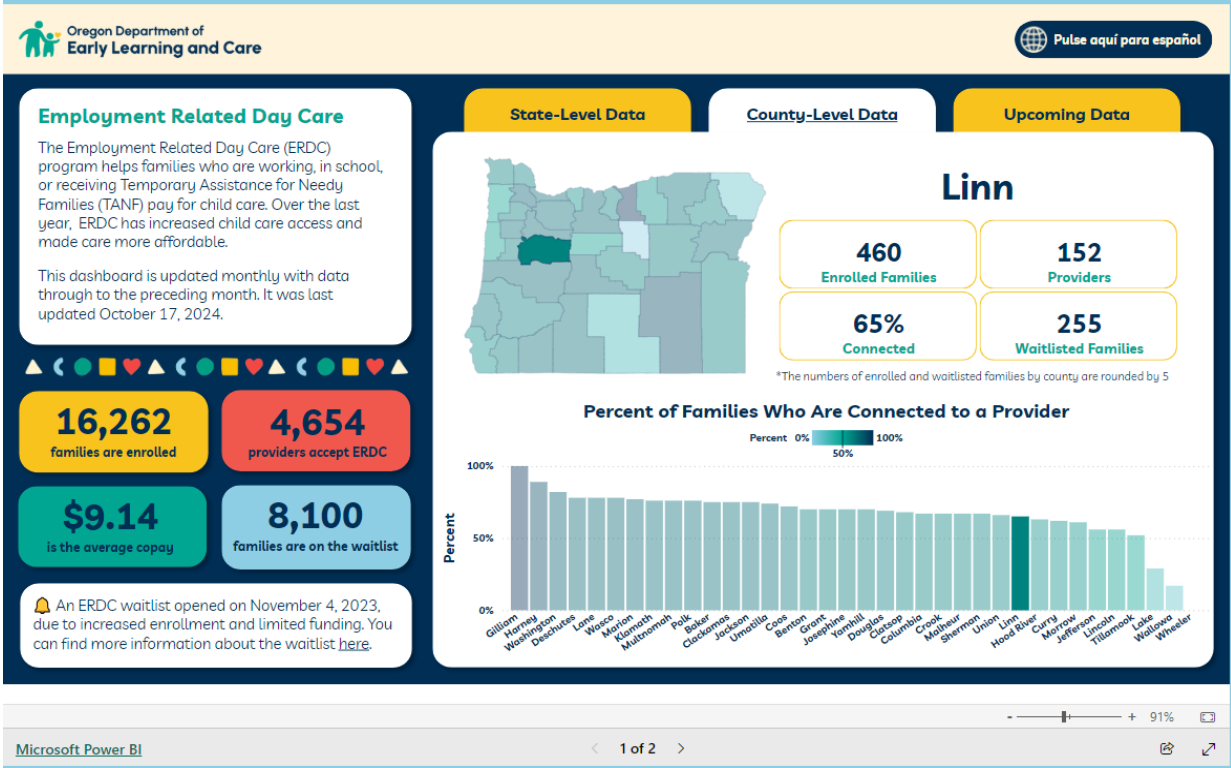 Oregon Department of
Early Learning and Care
Pulse aquí para español
Employment Related Day Care
The Employment Related Day Care (ERDC)
program helps families who are working, in school,
or receiving Temporary Assistance for Needy
Families (TANF) pay for child care. Over the last
year,  ERDC has increased child care access and
made care more affordable.
This dashboard is updated monthly with data
through to the preceding month. It was last
updated October 17, 2024.
16,262
families are enrolled
4,654
providers accept ERDC
$9.14
is the average copay
8,100
families are on the waitlist
An ERDC waitlist opened on November 4, 2023,
due to increased enrollment and limited funding. You
can find more information about the waitlist here.
State-Level Data
County-Level Data
Upcoming Data
Linn
460
Enrolled Families
152
Providers
65%
Connected
255
Waitlisted Families
*The numbers of enrolled and waitlisted families by county are rounded by 5
Percent of Families Who Are Connected to a Provider
Percent 0% 100%
50%
Percent
100%
50%
0%
Gilliam
Harney
Washington
Deschutes
Lane
Wasco
Marion
Klamath
Multnomah
Polk
Baker
Clackamas
Jackson
Umatilla
Coos
Benton
Grant
Josephine
Yamhill
Douglas
Clatsop
Columbia
Crook
Malheur
Sherman
Union
Linn
Hood River
Curry
Morrow
Jefferson
Lincoln
Tillamook
Lake
Wallowa
Wheeler
- + 91%
Microsoft Power BI
< 1 of 2 >